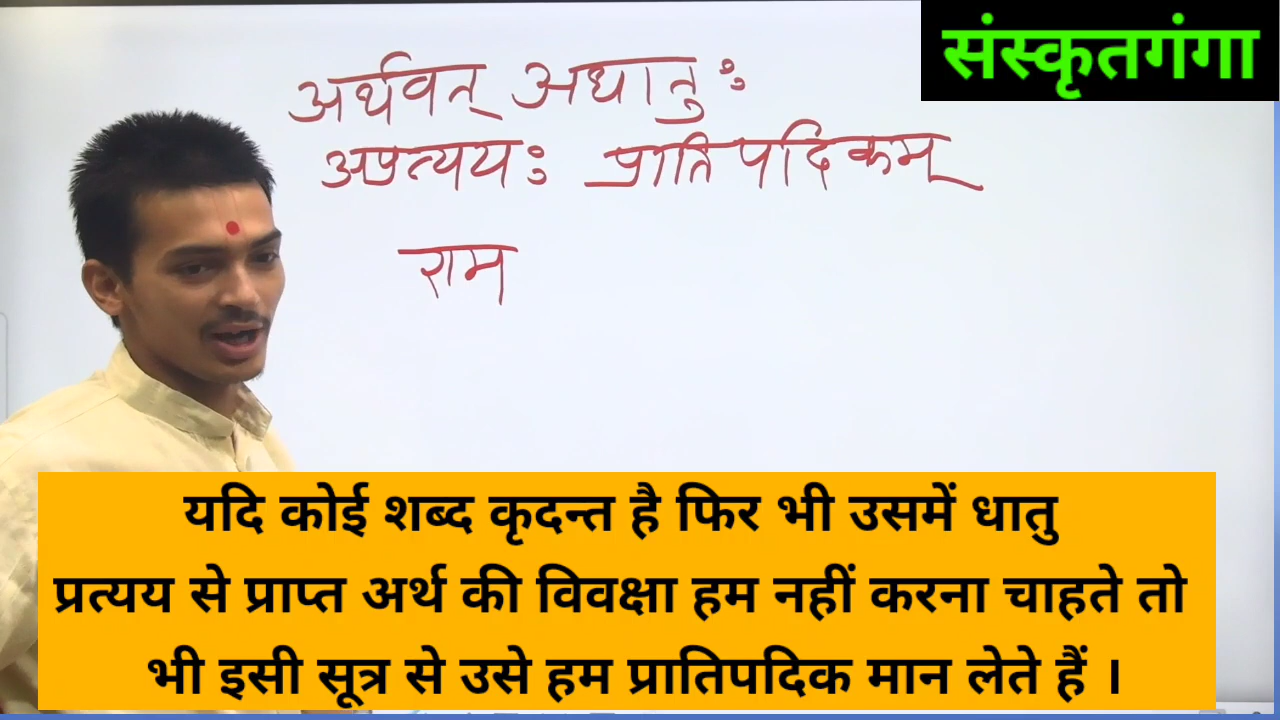 संस्कृतगंगा
अर्थवत् अधातुः
अप्रत्ययः प्रातिपदिकम्
राम
यदि कोई शब्द कृदन्त है फिर भी उसमें धातु
प्रत्यय से प्राप्त अर्थ की विवक्षा हम नहीं करना चाहते तो
भी इसी सूत्र से उसे हम प्रातिपदिक मान लेते हैं ।